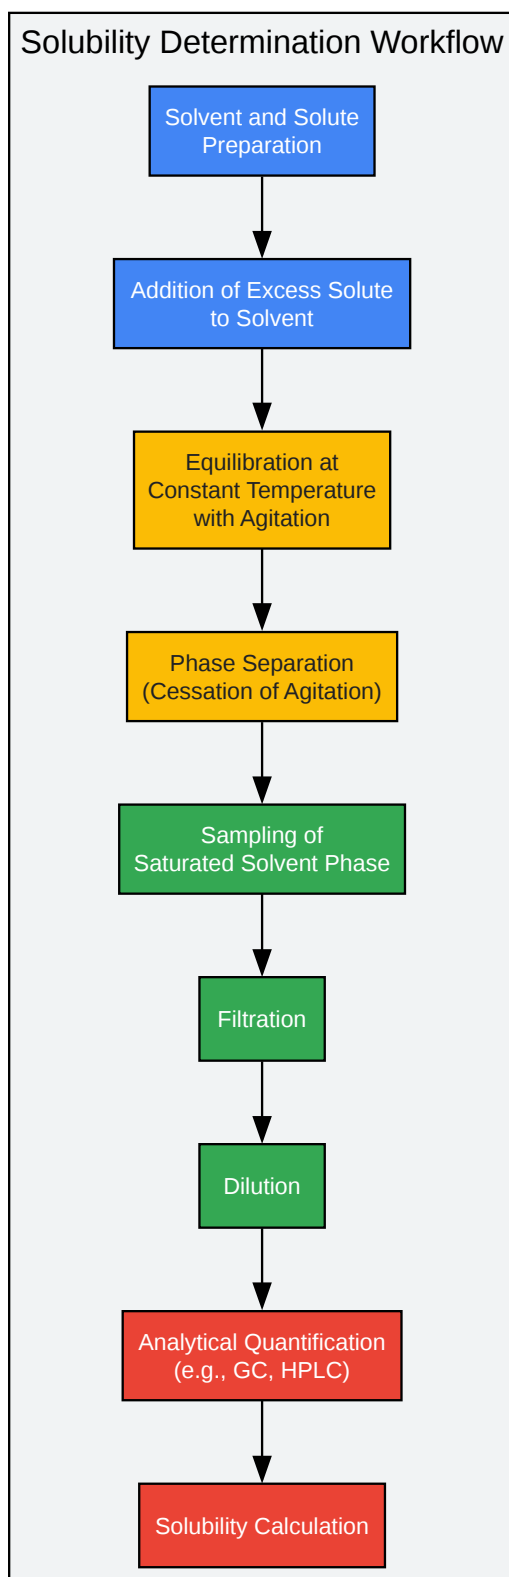 Solubility Determination Workflow
Solvent and Solute
Preparation
Addition of Excess Solute
to Solvent
Equilibration at
Constant Temperature
with Agitation
Phase Separation
(Cessation of Agitation)
Sampling of
Saturated Solvent Phase
Filtration
Dilution
Analytical Quantification
(e.g., GC, HPLC)
Solubility Calculation